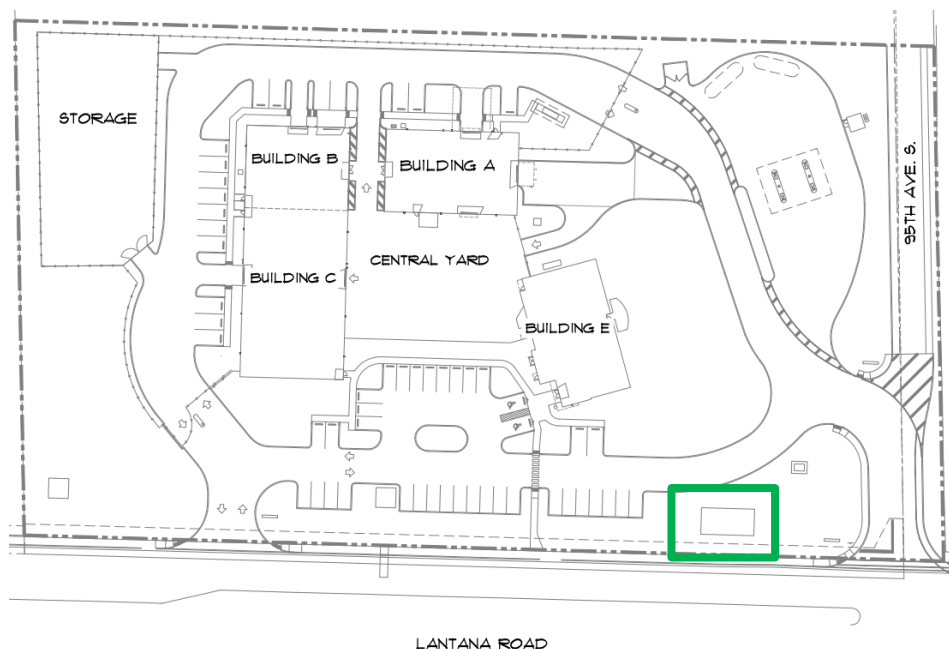 STORAGE
BUILDING B
BUILDING A
95TH AVE. S.
CENTRAL YARD
BUILDING C
BUILDING E
LANTANA ROAD